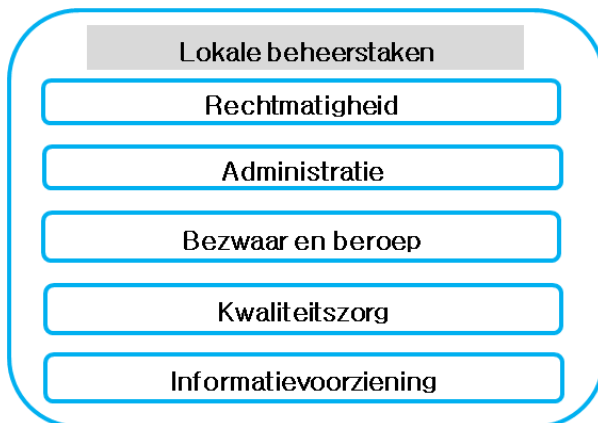 Lokale beheerstaken
Rechtmatigheid
Administratie
Bezwaar en beroep
Kwaliteitszorg
Informatievoorziening